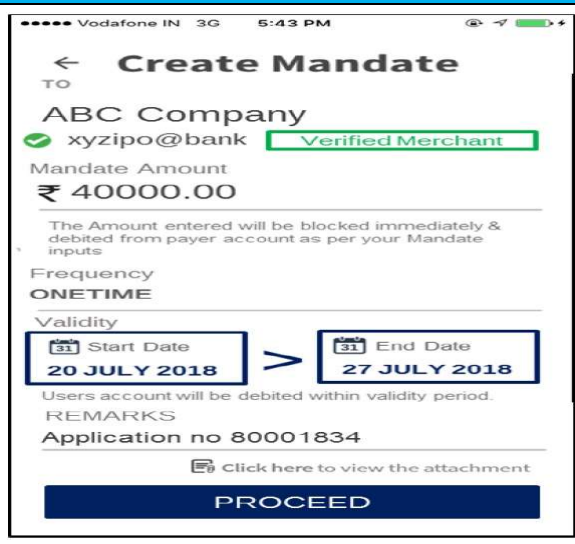 Vodafone IN 3G 5:43 PM
← Create Mandate
TO
ABC Company
xyzipo@bank Verified Merchant
Mandate Amount
₹ 40000.00
The Amount entered will be blocked immediately &
debited from payer account as per your Mandate
inputs
Frequency
ONETIME
Validity
31 Start Date > 31 End Date
20 JULY 2018 27 JULY 2018
Users account will be debited within validity period.
REMARKS
Application no 80001834
Click here to view the attachment
PROCEED